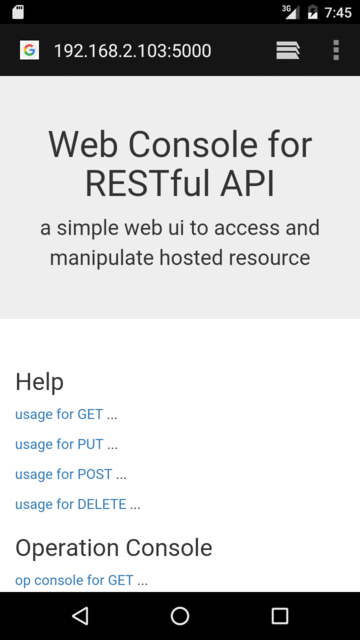 3G 7:45
192.168.2.103:5000
Web Console for
RESTful API
a simple web ui to access and
manipulate hosted resource
Help
usage for GET ...
usage for PUT ...
usage for POST ...
usage for DELETE ...
Operation Console
op console for GET ...